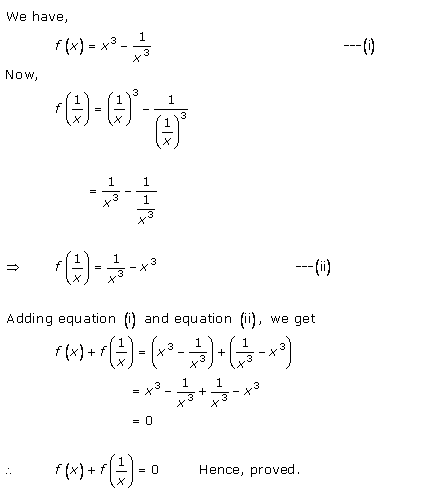 We have,
f(x) = x³ − 1/x³ ---(i)
Now,
f(1/x) = (1/x)³ − 1/(1/x)³
= 1/x³ − 1/(1/x³)
⇒ f(1/x) = 1/x³ − x³ ---(ii)
Adding equation (i) and equation (ii), we get
f(x) + f(1/x) = (x³ − 1/x³) + (1/x³ − x³)
= x³ − 1/x³ + 1/x³ − x³
= 0
∴ f(x) + f(1/x) = 0 Hence, proved.